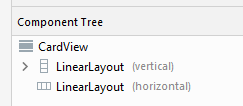 Component Tree
CardView
LinearLayout (vertical)
LinearLayout (horizontal)